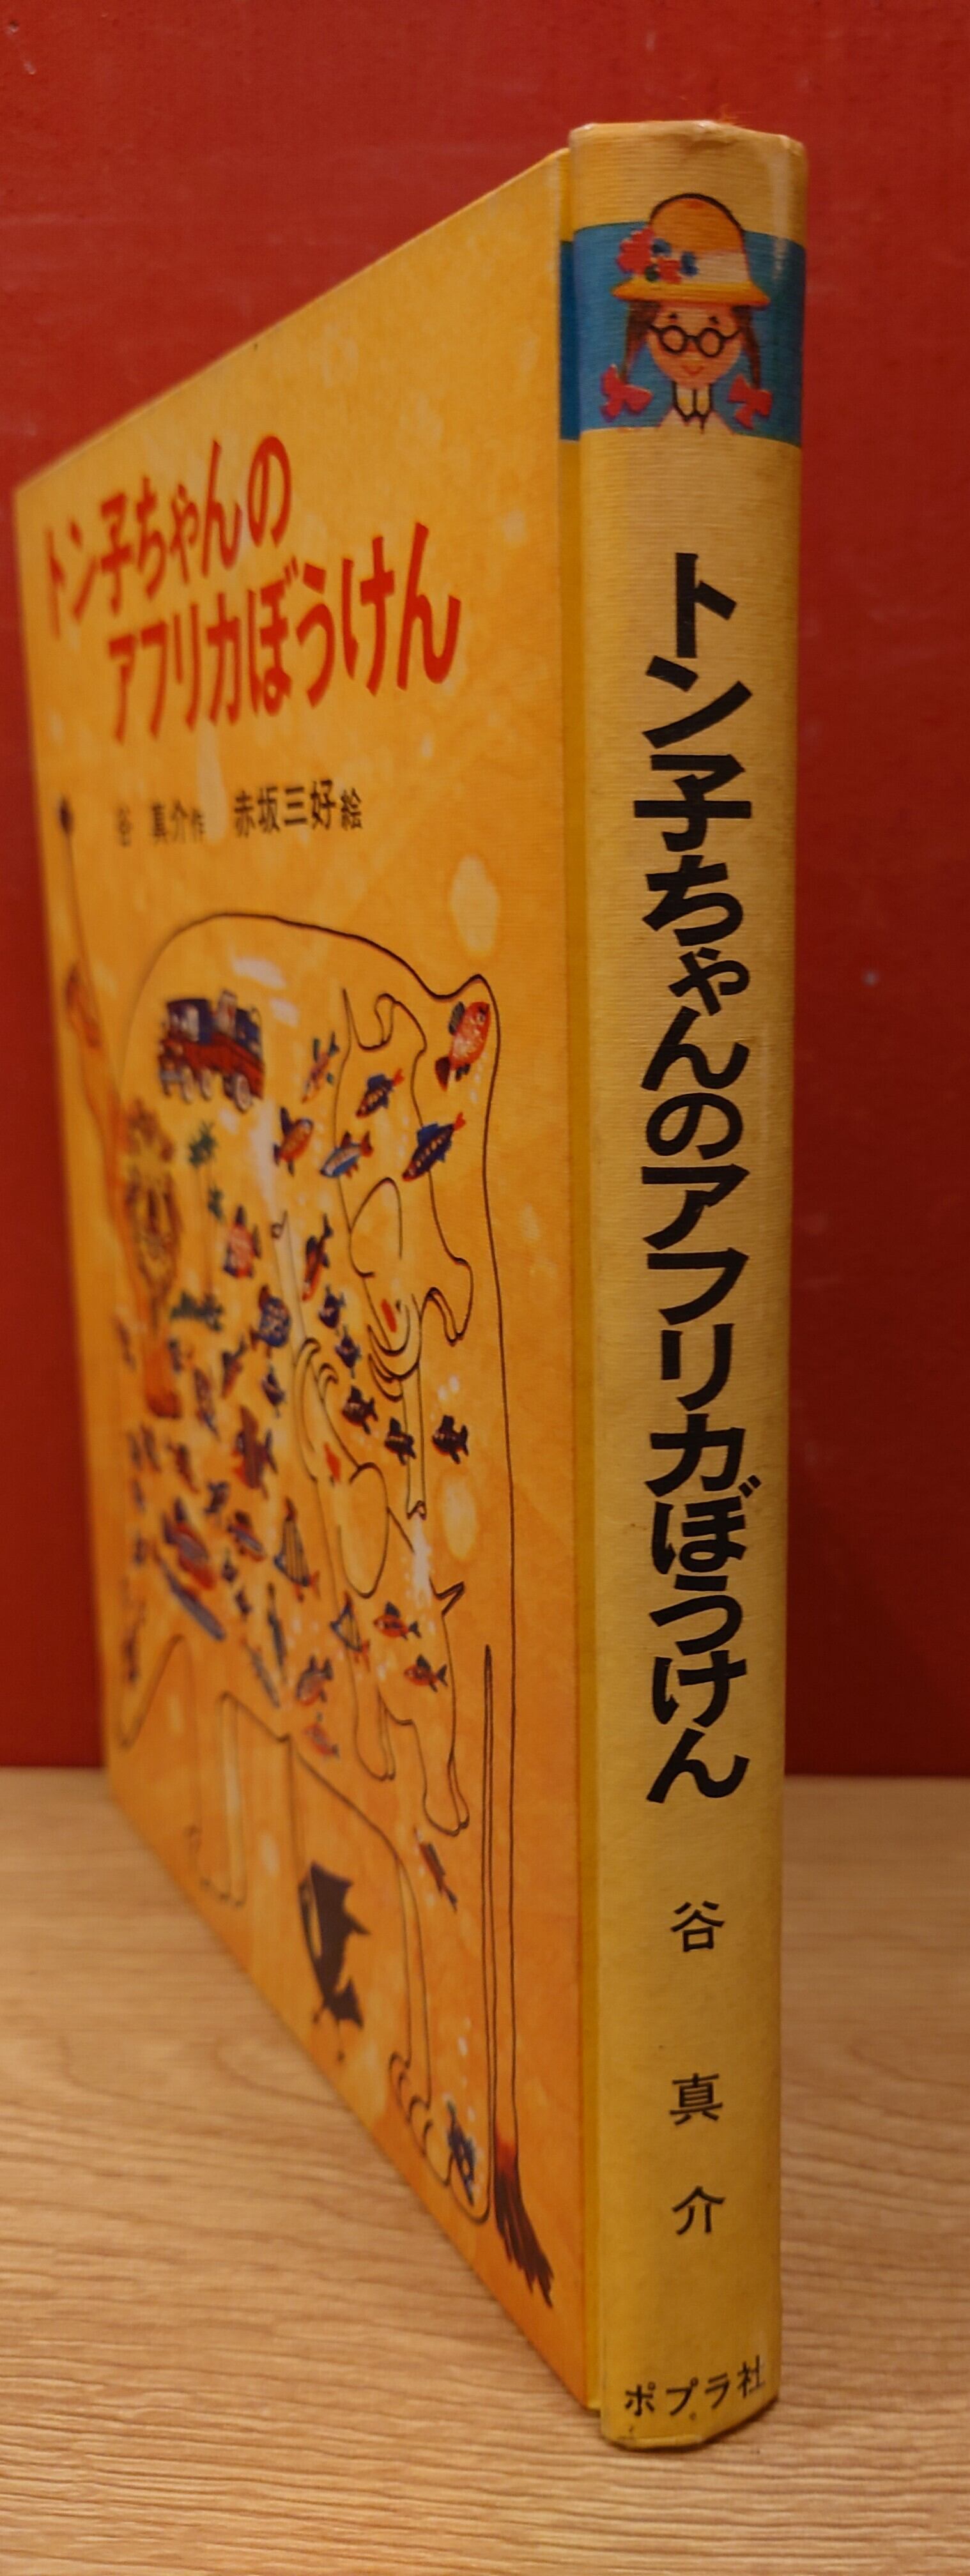 トン子ちゃんの
アフリカぼうけん
谷 真介作 赤坂三好絵
トン子ちゃんのアフリカぼうけん
谷 真介
ポプラ社